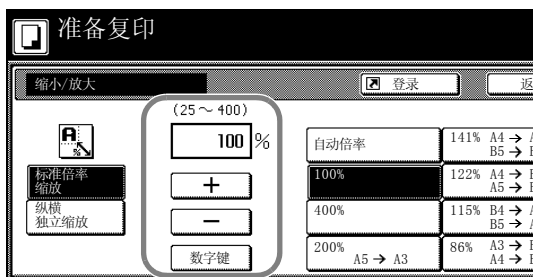 准备复印
缩小/放大
登录
返
(25～400)
100 %
标准倍率
缩放
纵横
独立缩放
+
−
数字键
自动倍率
100%
400%
200%
A5 → A3
141% A4 →
B5 →
122% A4 →
A5 →
115% B4 →
B5 →
86% A3 →
A4 →